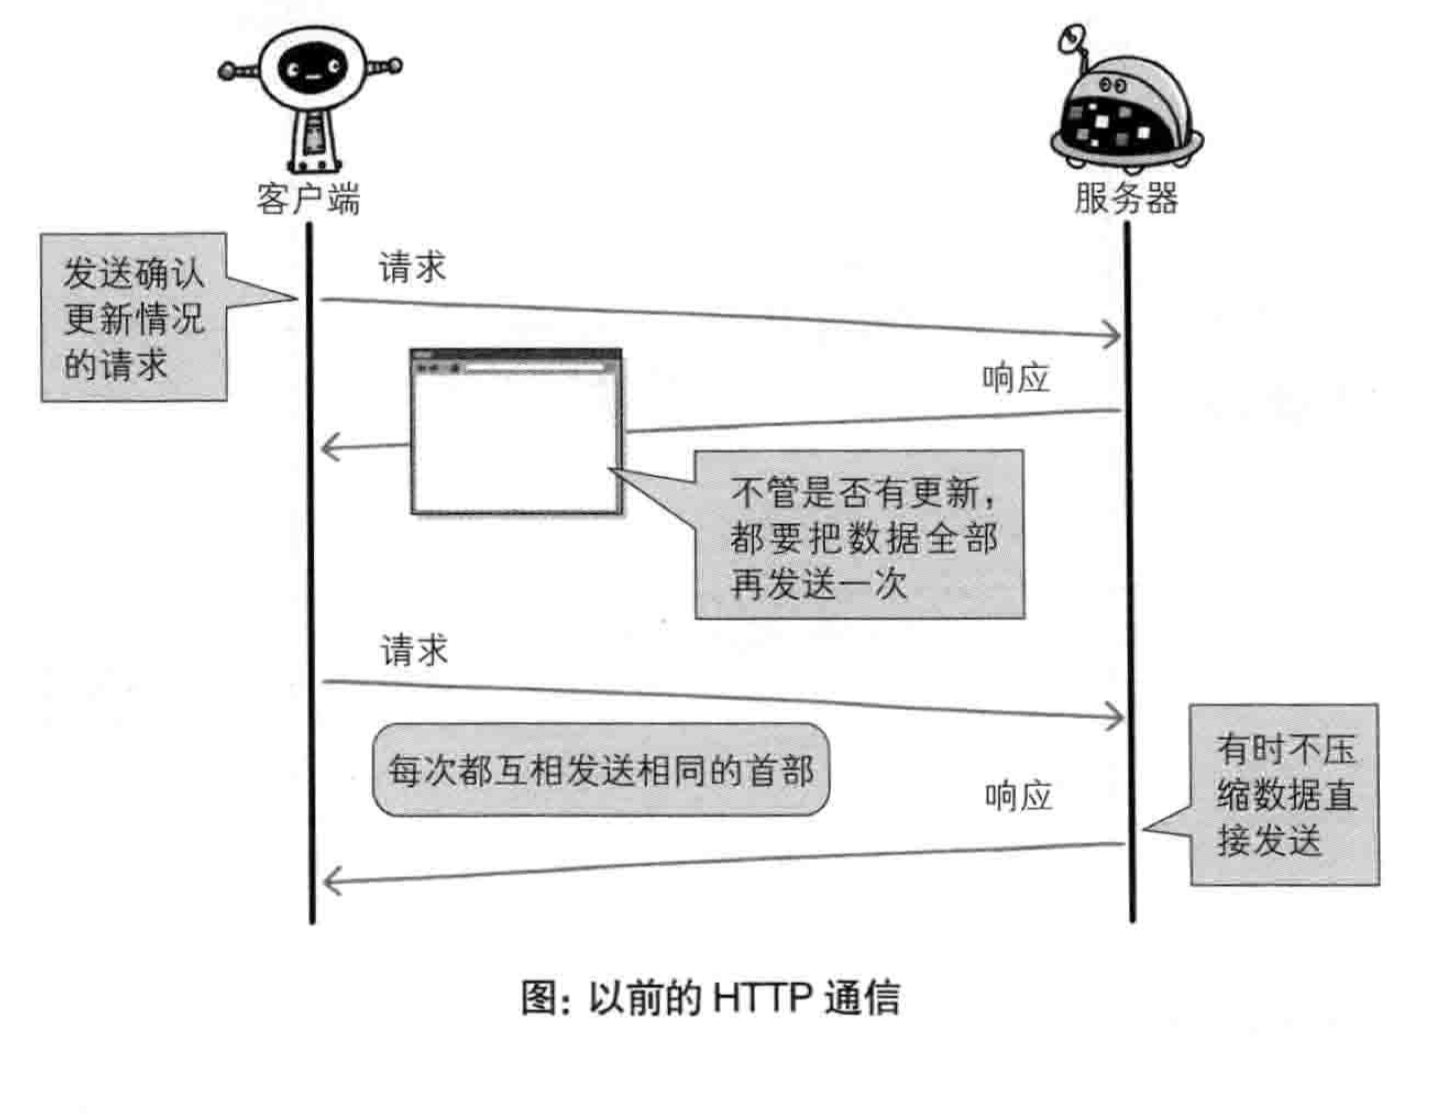 客户端
服务器
发送确认
更新情况
的请求
请求
响应
不管是否有更新，
都要把数据全部
再发送一次
请求
每次都互相发送相同的首部
响应
有时不压
缩数据直
接发送
图：以前的 HTTP 通信